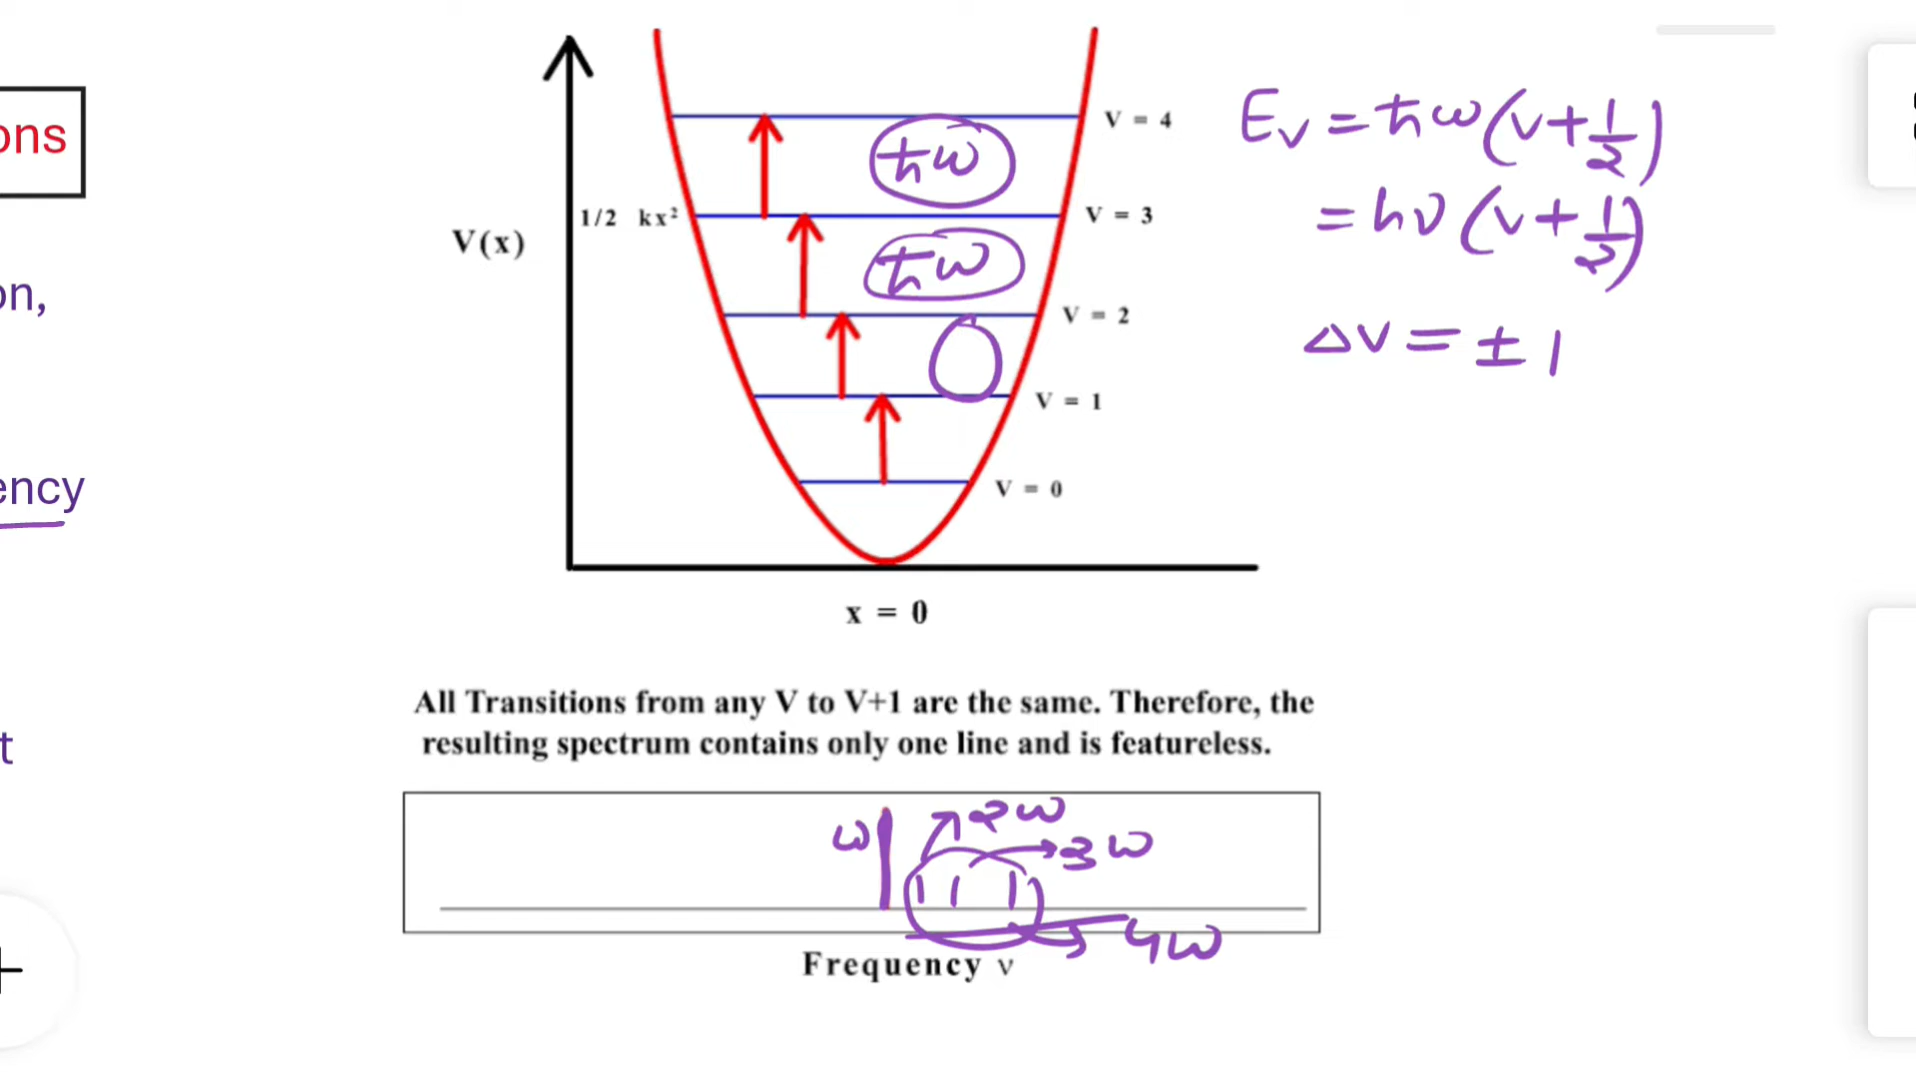 ons
on,
ency
t
V(x)
1/2 kx²
V = 4
V = 3
V = 2
V = 1
V = 0
ℏω
ℏω
x = 0
E_v = ℏω(v+1/2)
= hν(v+1/2)
Δv = ± 1
All Transitions from any V to V+1 are the same. Therefore, the
resulting spectrum contains only one line and is featureless.
ω
2ω
3ω
4ω
Frequency ν